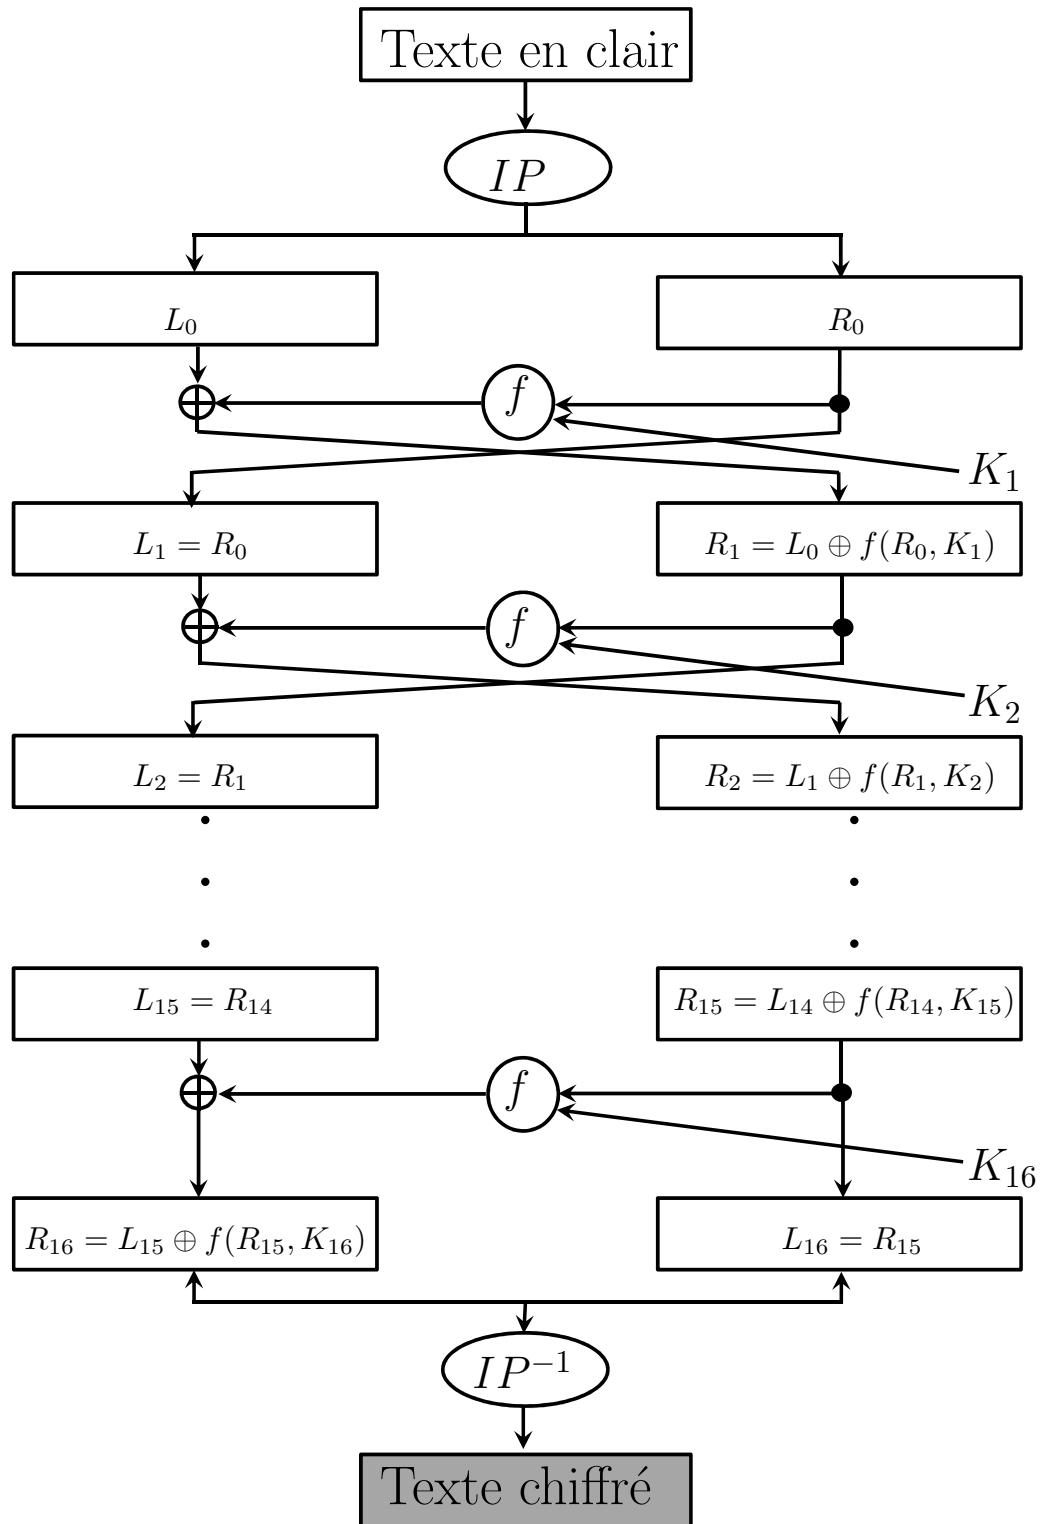 Texte en clair
IP
L₀
R₀
f
K₁
L₁ = R₀
R₁ = L₀ ⊕ f(R₀, K₁)
f
K₂
L₂ = R₁
R₂ = L₁ ⊕ f(R₁, K₂)
L₁₅ = R₁₄
R₁₅ = L₁₄ ⊕ f(R₁₄, K₁₅)
f
K₁₆
R₁₆ = L₁₅ ⊕ f(R₁₅, K₁₆)
L₁₆ = R₁₅
IP⁻¹
Texte chiffré